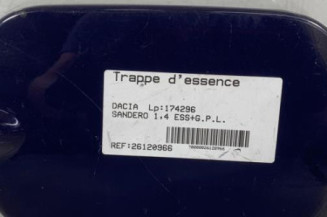 Trappe d'essence
DACIA Lp:174296
SANDERO 1.4 ESS+G.P.L.
REF:26120966